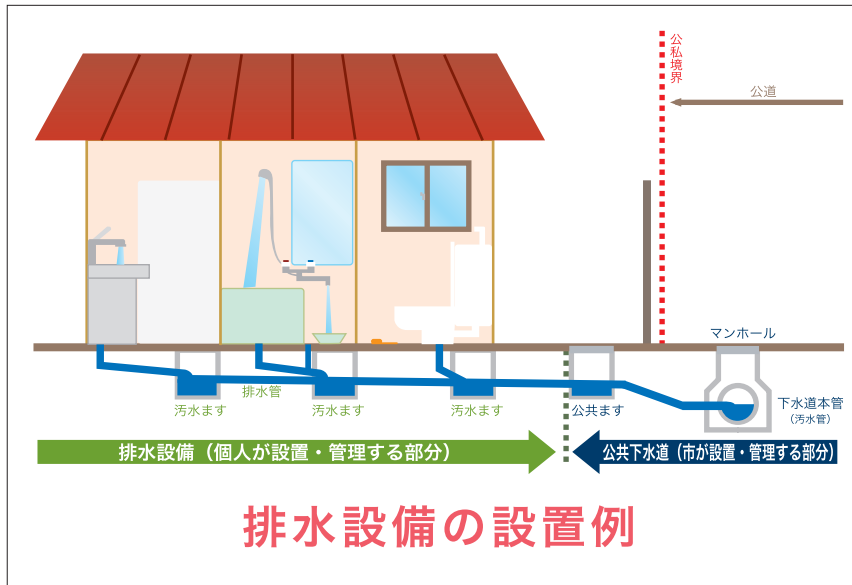 公私境界
公道
マンホール
排水管
汚水ます
汚水ます
汚水ます
公共ます
下水道本管
（汚水管）
排水設備（個人が設置・管理する部分）
公共下水道（市が設置・管理する部分）
排水設備の設置例